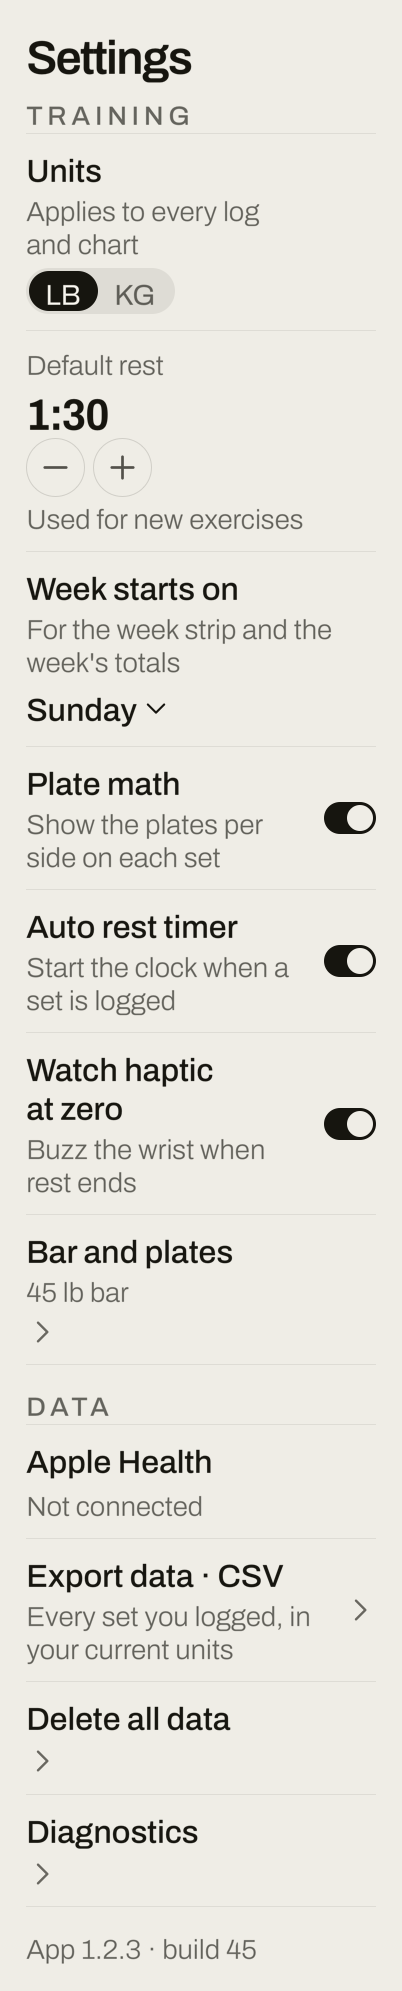 Settings
TRAINING
Units
Applies to every log
and chart
LB KG
Default rest
1:30
Used for new exercises
Week starts on
For the week strip and the
week's totals
Sunday
Plate math
Show the plates per
side on each set
Auto rest timer
Start the clock when a
set is logged
Watch haptic
at zero
Buzz the wrist when
rest ends
Bar and plates
45 lb bar
DATA
Apple Health
Not connected
Export data · CSV
Every set you logged, in
your current units
Delete all data
Diagnostics
App 1.2.3 · build 45